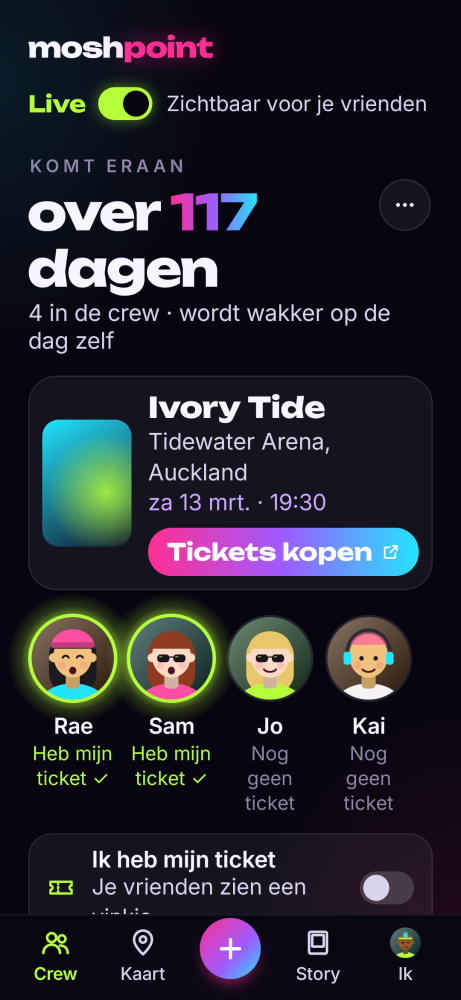 moshpoint
Live
Zichtbaar voor je vrienden
KOMT ERAAN
over 117
dagen
4 in de crew · wordt wakker op de
dag zelf
Ivory Tide
Tidewater Arena,
Auckland
za 13 mrt. · 19:30
Tickets kopen
Rae
Heb mijn
ticket ✓
Sam
Heb mijn
ticket ✓
Jo
Nog
geen
ticket
Kai
Nog
geen
ticket
Ik heb mijn ticket
Je vrienden zien een
Crew
Kaart
Story
Ik